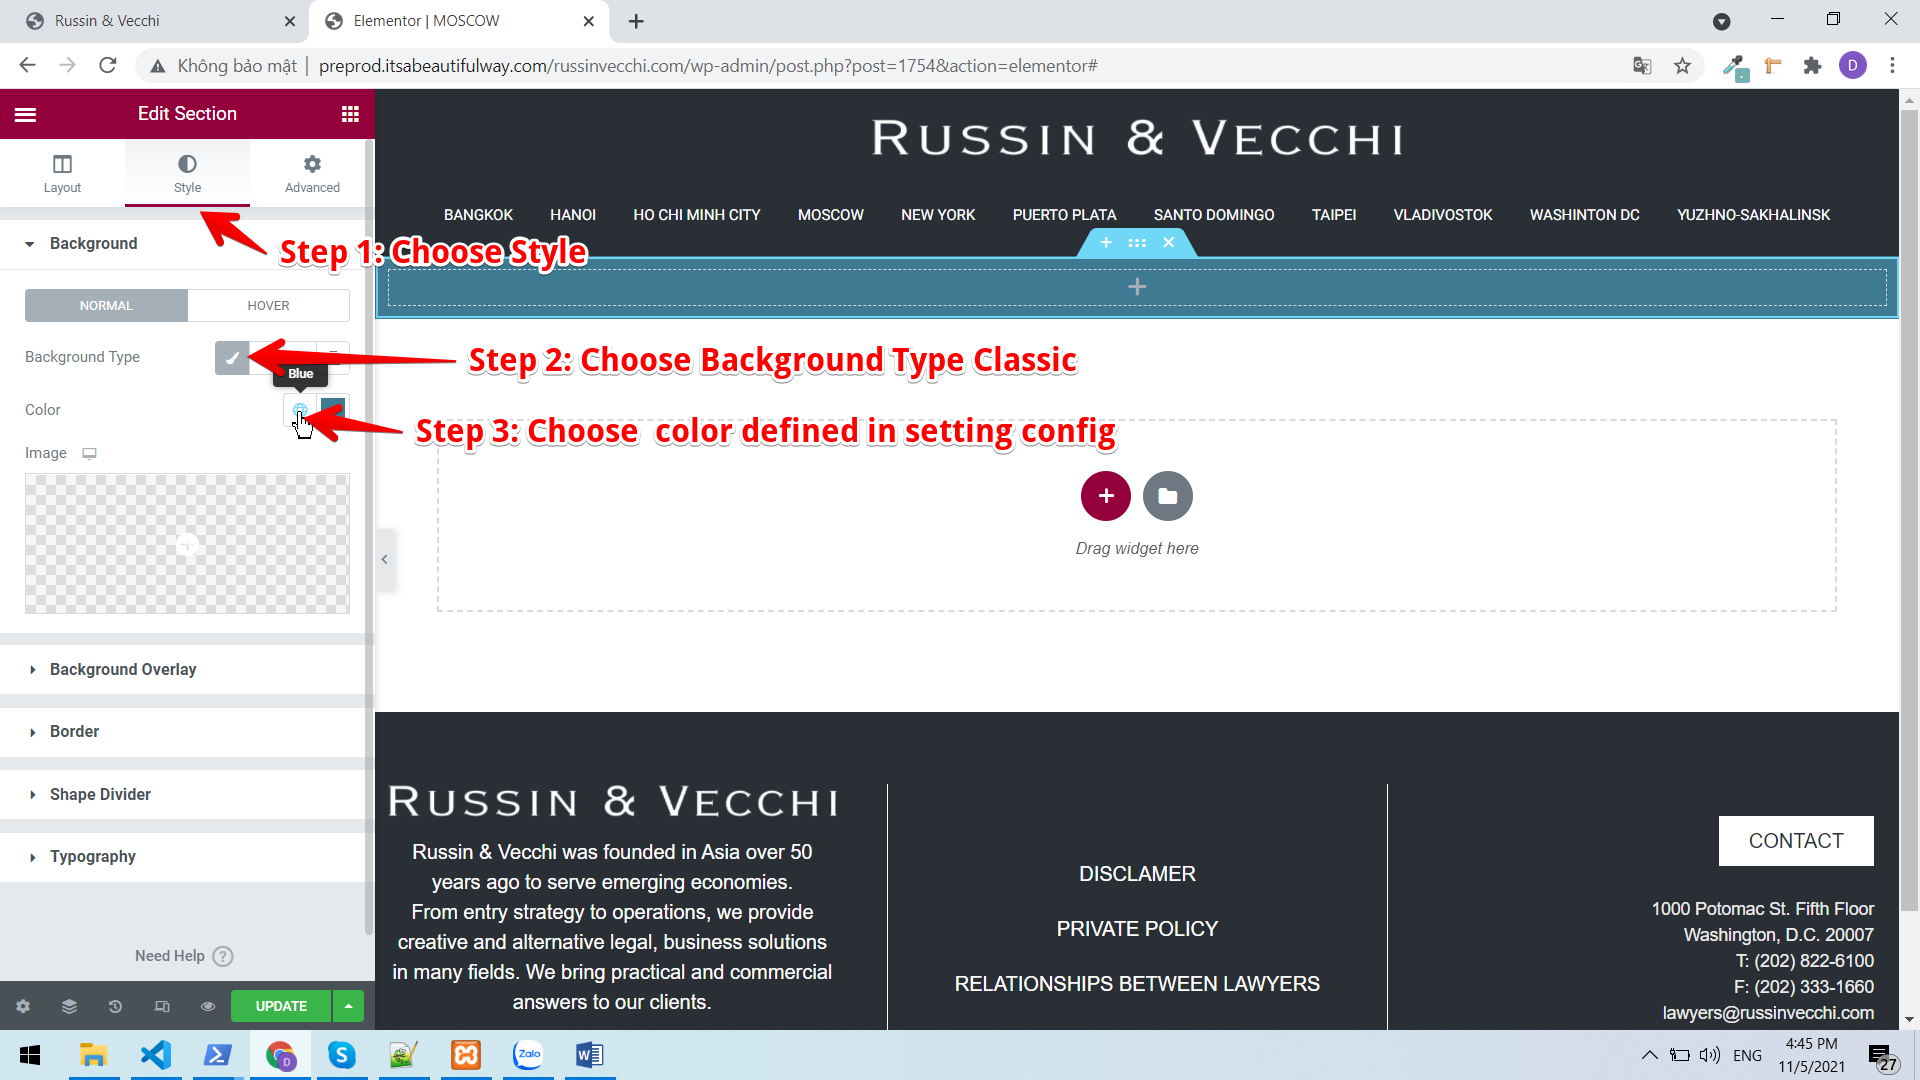 Russin & Vecchi
Elementor | MOSCOW
Không bảo mật
preprod.itsabeautifulway.com/russinvecchi.com/wp-admin/post.php?post=1754&action=elementor#
D
Edit Section
Layout
Style
Advanced
Background
Step 1: Choose Style
NORMAL
HOVER
Background Type
Step 2: Choose Background Type Classic
Blue
Color
Step 3: Choose color defined in setting config
Image
Background Overlay
Border
Shape Divider
Typography
Need Help ?
UPDATE
RUSSIN & VECCHI
BANGKOK
HANOI
HO CHI MINH CITY
MOSCOW
NEW YORK
PUERTO PLATA
SANTO DOMINGO
TAIPEI
VLADIVOSTOK
WASHINTON DC
YUZHNO-SAKHALINSK
Drag widget here
RUSSIN & VECCHI
Russin & Vecchi was founded in Asia over 50
years ago to serve emerging economies.
From entry strategy to operations, we provide
creative and alternative legal, business solutions
in many fields. We bring practical and commercial
answers to our clients.
DISCLAMER
PRIVATE POLICY
RELATIONSHIPS BETWEEN LAWYERS
CONTACT
1000 Potomac St. Fifth Floor
Washington, D.C. 20007
T: (202) 822-6100
F: (202) 333-1660
lawyers@russinvecchi.com
D
Zalo
ENG
4:45 PM
11/5/2021
27